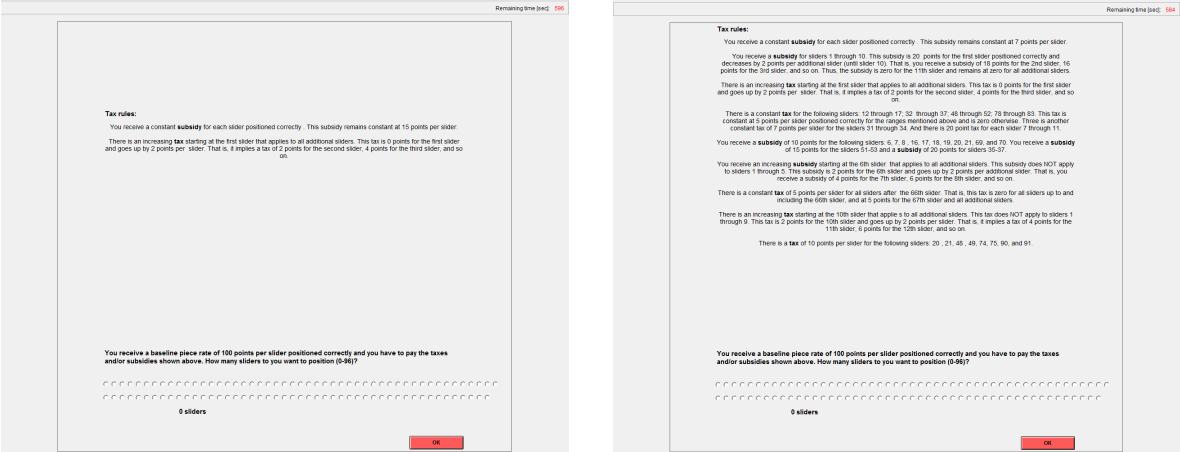 Remaining time [sec]: 596
Tax rules:
You receive a constant subsidy for each slider positioned correctly . This subsidy remains constant at 15 points per slider.
There is an increasing tax starting at the first slider that applies to all additional sliders. This tax is 0 points for the first slider
and goes up by 2 points per slider. That is, it implies a tax of 2 points for the second slider, 4 points for the third slider, and so
on.
You receive a baseline piece rate of 100 points per slider positioned correctly and you have to pay the taxes
and/or subsidies shown above. How many sliders to you want to position (0-96)?
0 sliders
OK
Remaining time [sec]: 584
Tax rules:
You receive a constant subsidy for each slider positioned correctly . This subsidy remains constant at 7 points per slider.
You receive a subsidy for sliders 1 through 10. This subsidy is 20 points for the first slider positioned correctly and
decreases by 2 points per additional slider (until slider 10). That is, you receive a subsidy of 18 points for the 2nd slider, 16
points for the 3rd slider, and so on. Thus, the subsidy is zero for the 11th slider and remains at zero for all additional sliders.
There is an increasing tax starting at the first slider that applies to all additional sliders. This tax is 0 points for the first slider
and goes up by 2 points per slider. That is, it implies a tax of 2 points for the second slider, 4 points for the third slider, and so
on.
There is a constant tax for the following sliders: 12 through 17; 32 through 37; 48 through 52; 78 through 83. This tax is
constant at 5 points per slider positioned correctly for the ranges mentioned above and is zero otherwise. Three is another
constant tax of 7 points per slider for the sliders 31 through 34. And there is 20 point tax for each slider 7 through 11.
You receive a subsidy of 10 points for the following sliders: 6, 7, 8 , 16, 17, 18, 19, 20, 21, 69, and 70. You receive a subsidy
of 15 points for the sliders 51-53 and a subsidy of 20 points for sliders 35-37.
You receive an increasing subsidy starting at the 6th slider that applies to all additional sliders. This subsidy does NOT apply
to sliders 1 through 5. This subsidy is 2 points for the 6th slider and goes up by 2 points per additional slider. That is, you
receive a subsidy of 4 points for the 7th slider, 6 points for the 8th slider, and so on.
There is a constant tax of 5 points per slider for all sliders after the 66th slider. That is, this tax is zero for all sliders up to and
including the 66th slider, and at 5 points for the 67th slider and all additional sliders.
There is an increasing tax starting at the 10th slider that applie s to all additional sliders. This tax does NOT apply to sliders 1
through 9. This tax is 2 points for the 10th slider and goes up by 2 points per slider. That is, it implies a tax of 4 points for the
11th slider, 6 points for the 12th slider, and so on.
There is a tax of 10 points per slider for the following sliders: 20 , 21, 46 , 49, 74, 75, 90, and 91.
You receive a baseline piece rate of 100 points per slider positioned correctly and you have to pay the taxes
and/or subsidies shown above. How many sliders to you want to position (0-96)?
0 sliders
OK